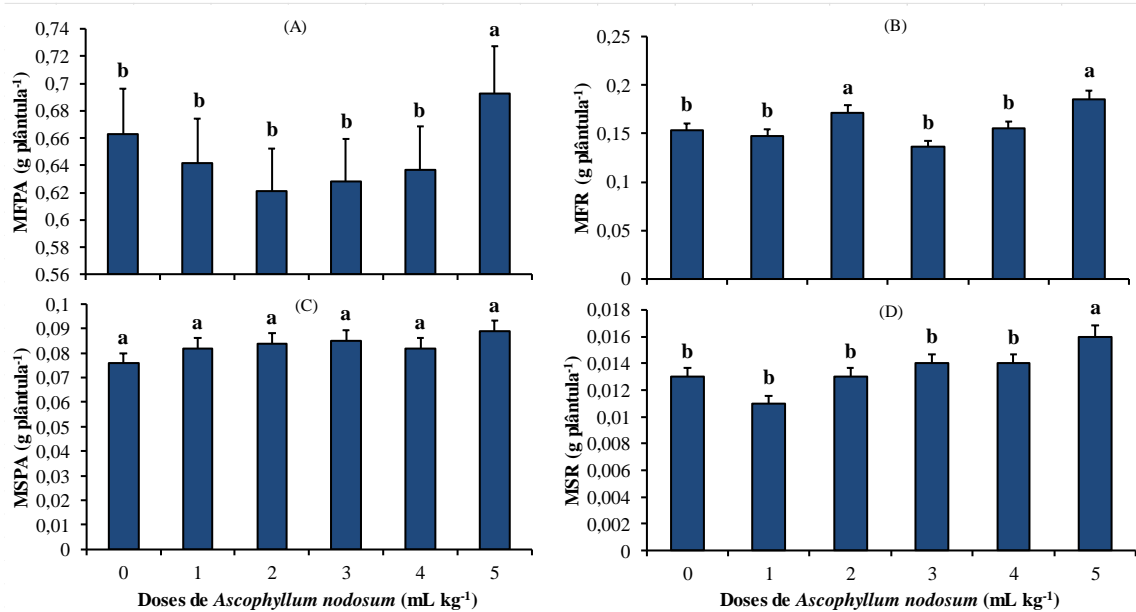 (A)
MFPA (g plântula-1)
0,74
0,72
0,7
0,68
0,66
0,64
0,62
0,6
0,58
0,56
b b b b b a
(B)
MFR (g plântula-1)
0,25
0,2
0,15
0,1
0,05
0
b b a b b a
(C)
MSPA (g plântula-1)
0,1
0,09
0,08
0,07
0,06
0,05
0,04
0,03
0,02
0,01
0
a a a a a a
0 1 2 3 4 5
Doses de Ascophyllum nodosum (mL kg-1)
(D)
MSR (g plântula-1)
0,018
0,016
0,014
0,012
0,01
0,008
0,006
0,004
0,002
0
b b b b b a
0 1 2 3 4 5
Doses de Ascophyllum nodosum (mL kg-1)